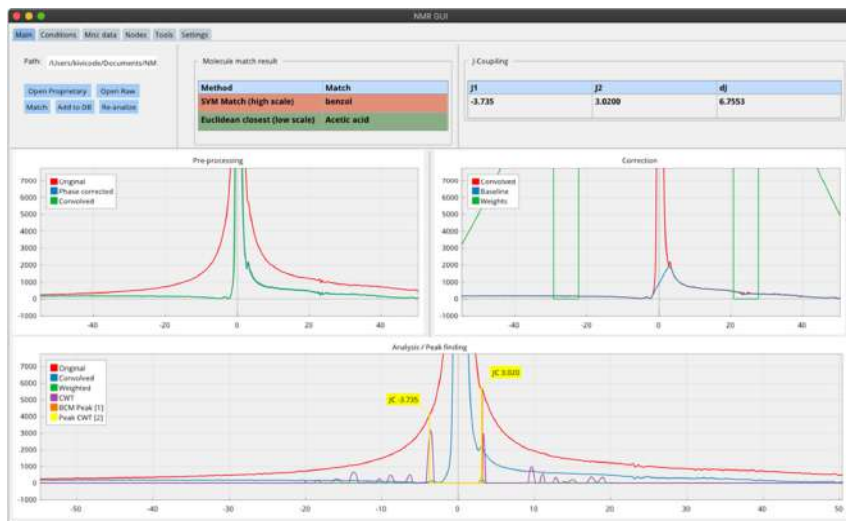 NMR GUI
Main Conditions Misc data Nodes Tools Settings
Path: /Users/kivicode/Documents/NM
Open Proprietary Open Raw
Match Add to DB Re-analize
Molecule match result
Method Match
SVM Match (high scale) benzol
Euclidean closest (low scale) Acetic acid
J-Coupling
J1 J2 dJ
-3.735 3.0200 6.7553
Pre-processing
Original
Phase corrected
Convolved
7000
6000
5000
4000
3000
2000
1000
0
-1000
-40 -20 0 20 40
Correction
Convolved
Baseline
Weights
7000
6000
5000
4000
3000
2000
1000
0
-1000
-40 -20 0 20 40
Analysis / Peak finding
Original
Convolved
Weighted
CWT
BCM Peak [1]
Peak CWT [2]
JC -3.735
JC 3.020
7000
6000
5000
4000
3000
2000
1000
0
-1000
-50 -40 -30 -20 -10 0 10 20 30 40 50